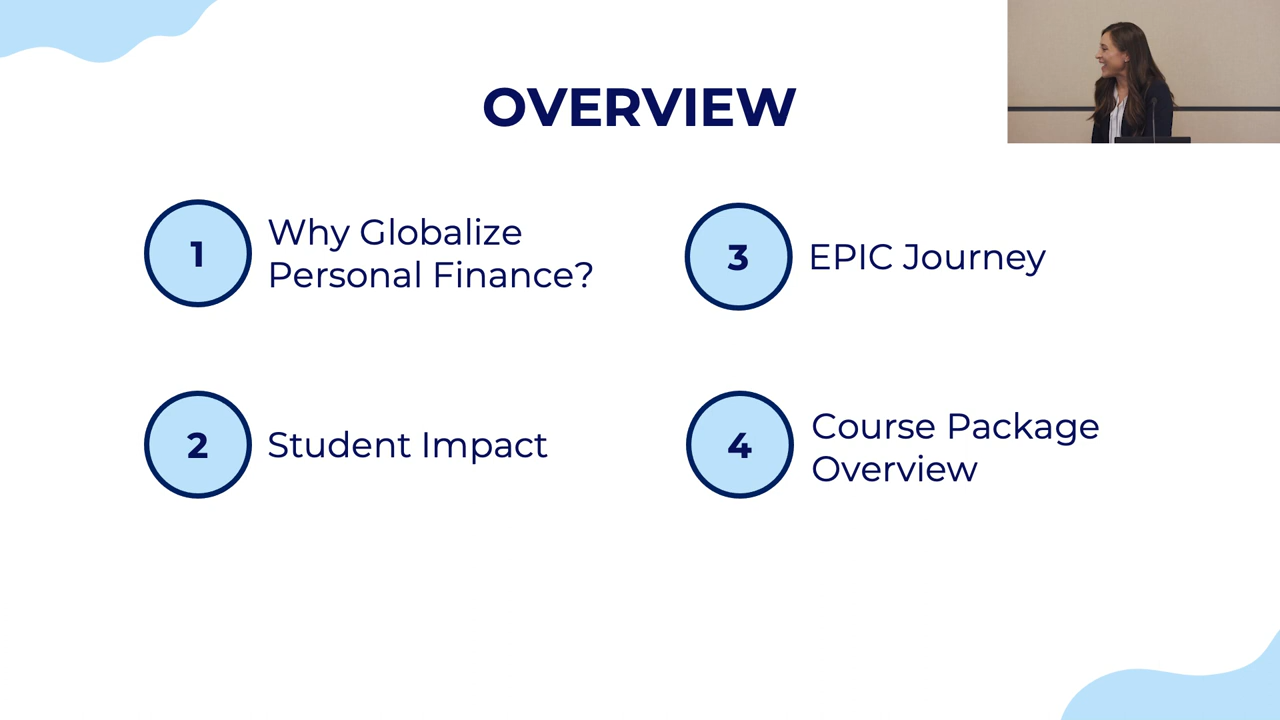 OVERVIEW
1
Why Globalize
Personal Finance?
2
Student Impact
3
EPIC Journey
4
Course Package
Overview